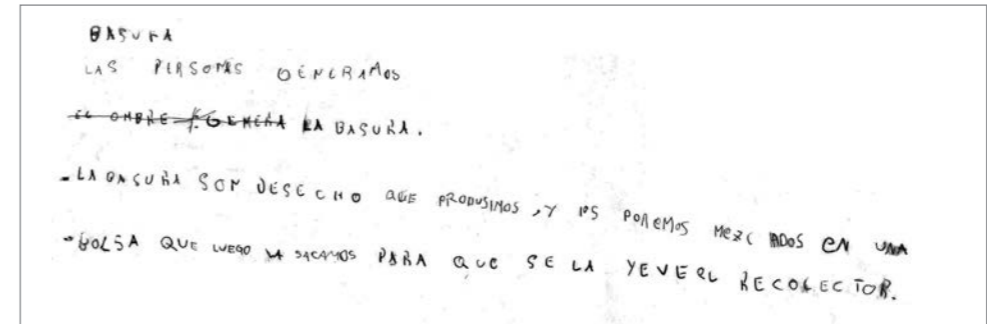 BASURA
LAS PERSONAS GENERAMOS
EL OMBRE GENERA LA BASURA.
-LA BASURA SON DESECHO QUE PRODUSIMOS, Y LOS PONEMOS MEZCLADOS EN UNA
-BOLSA QUE LUEGO LA SACAMOS PARA QUE SE LA YEVE EL RECOLECTOR.